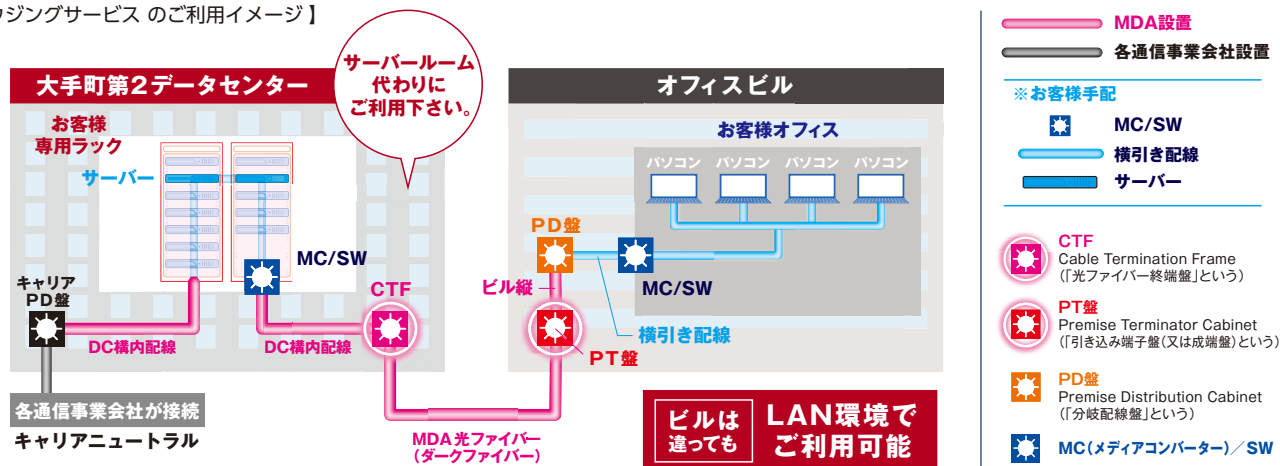 ウジングサービス のご利用イメージ】
大手町第2データセンター
サーバールーム
代わりに
ご利用下さい。
オフィスビル
お客様
専用ラック
サーバー
MC/SW
キャリア
PD盤
DC構内配線
DC構内配線
CTF
各通信事業会社が接続
キャリアニュートラル
MDA光ファイバー
(ダークファイバー)
お客様オフィス
パソコン パソコン パソコン パソコン
PD盤
MC/SW
ビル縦
横引き配線
PT盤
ビルは
違っても
LAN環境で
ご利用可能
MDA設置
各通信事業会社設置
※お客様手配
MC/SW
横引き配線
サーバー
CTF
Cable Termination Frame
(「光ファイバー終端盤」という)
PT盤
Premise Terminator Cabinet
(「引き込み端子盤(又は成端盤)という)
PD盤
Premise Distribution Cabinet
(「分岐配線盤」という)
MC(メディアコンバーター)/SW